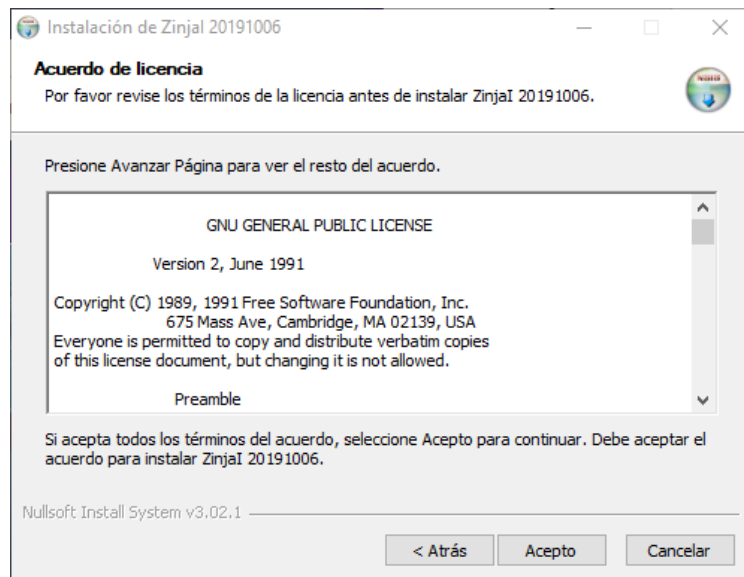 Instalación de ZinjaI 20191006
Acuerdo de licencia
Por favor revise los términos de la licencia antes de instalar ZinjaI 20191006.
Presione Avanzar Página para ver el resto del acuerdo.
GNU GENERAL PUBLIC LICENSE
Version 2, June 1991
Copyright (C) 1989, 1991 Free Software Foundation, Inc.
675 Mass Ave, Cambridge, MA 02139, USA
Everyone is permitted to copy and distribute verbatim copies
of this license document, but changing it is not allowed.
Preamble
Si acepta todos los términos del acuerdo, seleccione Acepto para continuar. Debe aceptar el
acuerdo para instalar ZinjaI 20191006.
Nullsoft Install System v3.02.1
< Atrás
Acepto
Cancelar